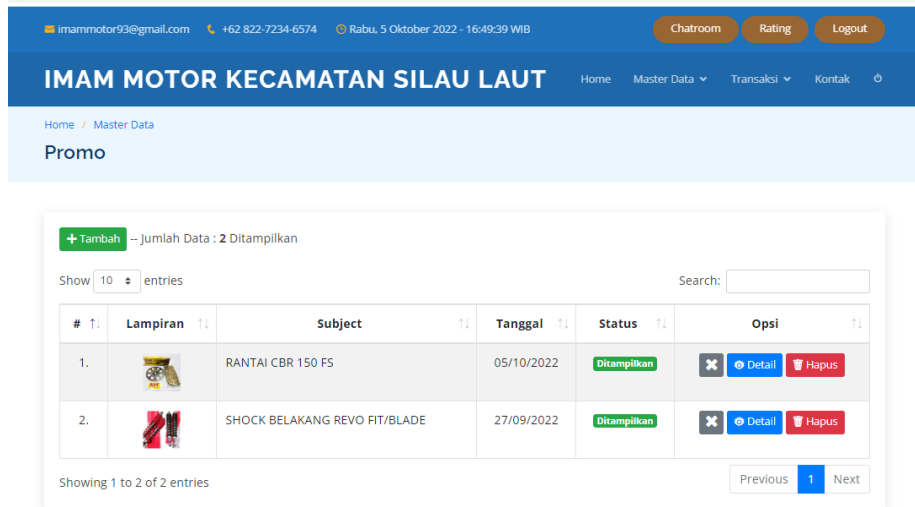 imammotor93@gmail.com +62 822-7234-6574 Rabu, 5 Oktober 2022 - 16:49:39 WIB Chatroom Rating Logout
IMAM MOTOR KECAMATAN SILAU LAUT Home Master Data Transaksi Kontak
Home / Master Data
Promo
Tambah -- Jumlah Data : 2 Ditampilkan
Show 10 entries Search:
# Lampiran Subject Tanggal Status Opsi
1. RANTAI CBR 150 FS 05/10/2022 Ditampilkan Detail Hapus
2. SHOCK BELAKANG REVO FIT/BLADE 27/09/2022 Ditampilkan Detail Hapus
Showing 1 to 2 of 2 entries Previous 1 Next